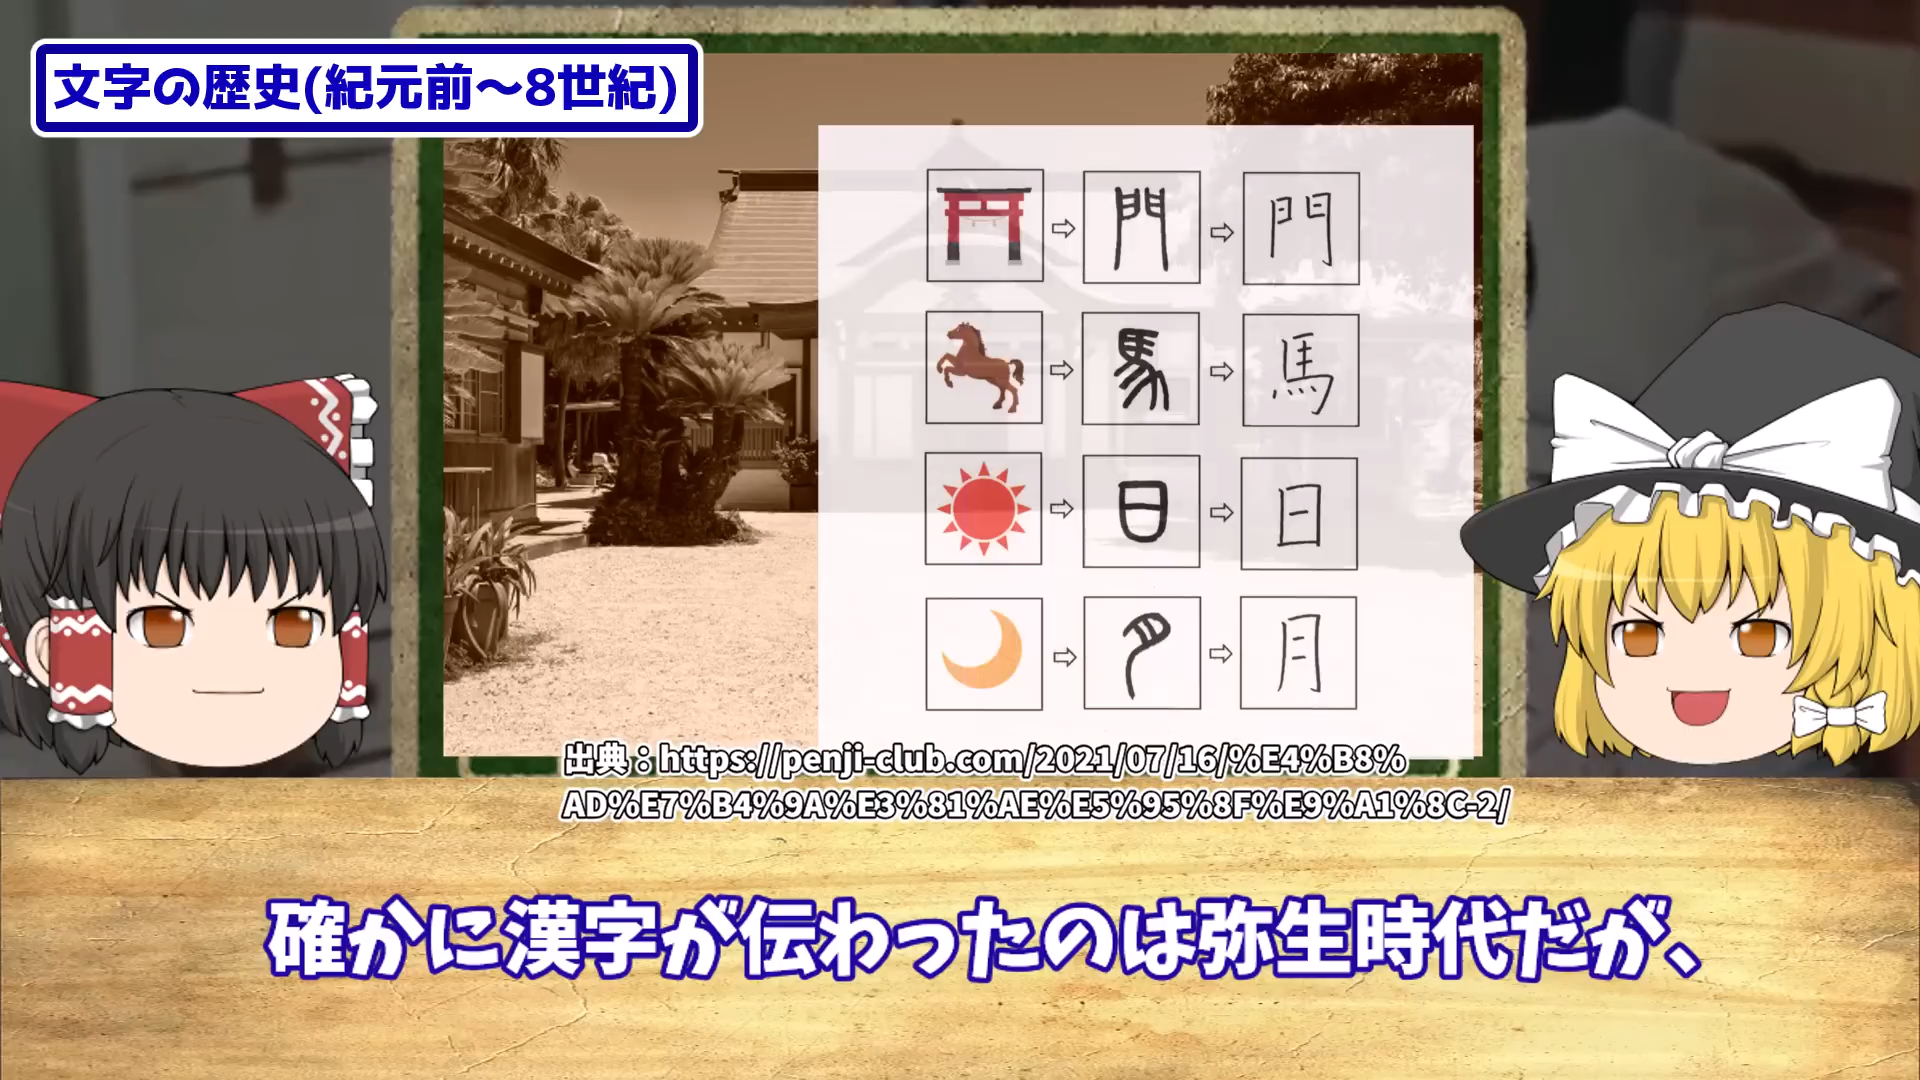 文字の歴史(紀元前～8世紀)
門 門
馬 馬
日 日
月 月
出典：https://penji-club.com/2021/07/16/%E4%B8%
AD%E7%B4%9A%E3%81%AE%E5%95%8F%E9%A1%8C-2/
確かに漢字が伝わったのは弥生時代だが、